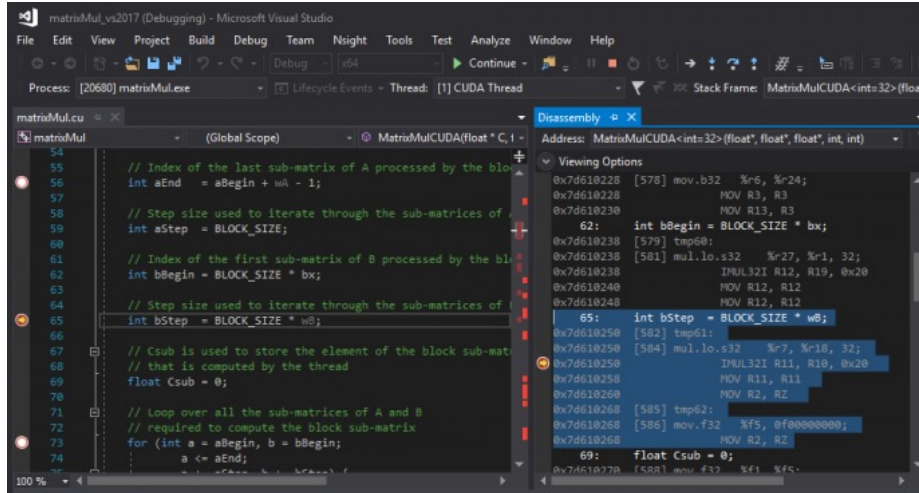 matrixMul_vs2017 (Debugging) - Microsoft Visual Studio
File Edit View Project Build Debug Team Nsight Tools Test Analyze Window Help
Debug x64 Continue
Process: [20680] matrixMul.exe Lifecycle Events Thread: [1] CUDA Thread Stack Frame: MatrixMulCUDA<int=32>(floa
matrixMul.cu
matrixMul (Global Scope) MatrixMulCUDA(float * C, f
54
55 // Index of the last sub-matrix of A processed by the blo
56 int aEnd = aBegin + wA - 1;
57
58 // Step size used to iterate through the sub-matrices of A
59 int aStep = BLOCK_SIZE;
60
61 // Index of the first sub-matrix of B processed by the bl
62 int bBegin = BLOCK_SIZE * bx;
63
64 // Step size used to iterate through the sub-matrices of
65 int bStep = BLOCK_SIZE * wB;
66
67 // Csub is used to store the element of the block sub-mat
68 // that is computed by the thread
69 float Csub = 0;
70
71 // Loop over all the sub-matrices of A and B
72 // required to compute the block sub-matrix
73 for (int a = aBegin, b = bBegin;
74 a <= aEnd;
100 %
Disassembly
Address: MatrixMulCUDA<int=32>(float*, float*, float*, int, int)
Viewing Options
0x7d610228 [578] mov.b32 %r6, %r24;
0x7d610228 MOV R3, R3
0x7d610230 MOV R13, R3
62: int bBegin = BLOCK_SIZE * bx;
0x7d610238 [579] tmp60:
0x7d610238 [581] mul.lo.s32 %r27, %r1, 32;
0x7d610238 IMUL32I R12, R19, 0x20
0x7d610240 MOV R12, R12
0x7d610248 MOV R12, R12
65: int bStep = BLOCK_SIZE * wB;
0x7d610250 [582] tmp61:
0x7d610250 [584] mul.lo.s32 %r7, %r18, 32;
0x7d610250 IMUL32I R11, R10, 0x20
0x7d610258 MOV R11, R11
0x7d610260 MOV R2, RZ
0x7d610268 [585] tmp62:
0x7d610268 [586] mov.f32 %f5, 0f00000000;
0x7d610268 MOV R2, RZ
69: float Csub = 0;
0x7d610270 [588] mov.f32 %f1, %f5;